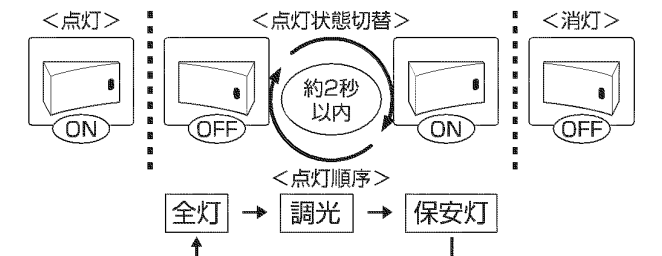 ＜点灯＞
＜点灯状態切替＞
＜消灯＞
約2秒
以内
ON
OFF
ON
OFF
＜点灯順序＞
全灯 → 調光 → 保安灯